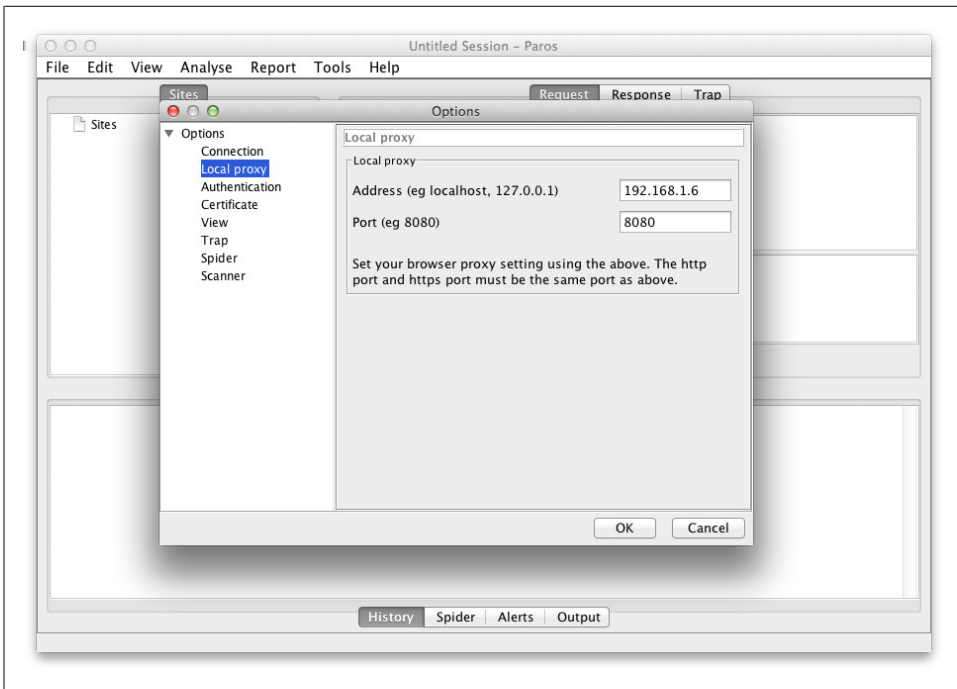 Untitled Session – Paros
File Edit View Analyse Report Tools Help
Sites
Request Response Trap
Options
Sites
Options
Connection
Local proxy
Authentication
Certificate
View
Trap
Spider
Scanner
Local proxy
Local proxy
Address (eg localhost, 127.0.0.1) 192.168.1.6
Port (eg 8080) 8080
Set your browser proxy setting using the above. The http
port and https port must be the same port as above.
OK Cancel
History Spider Alerts Output